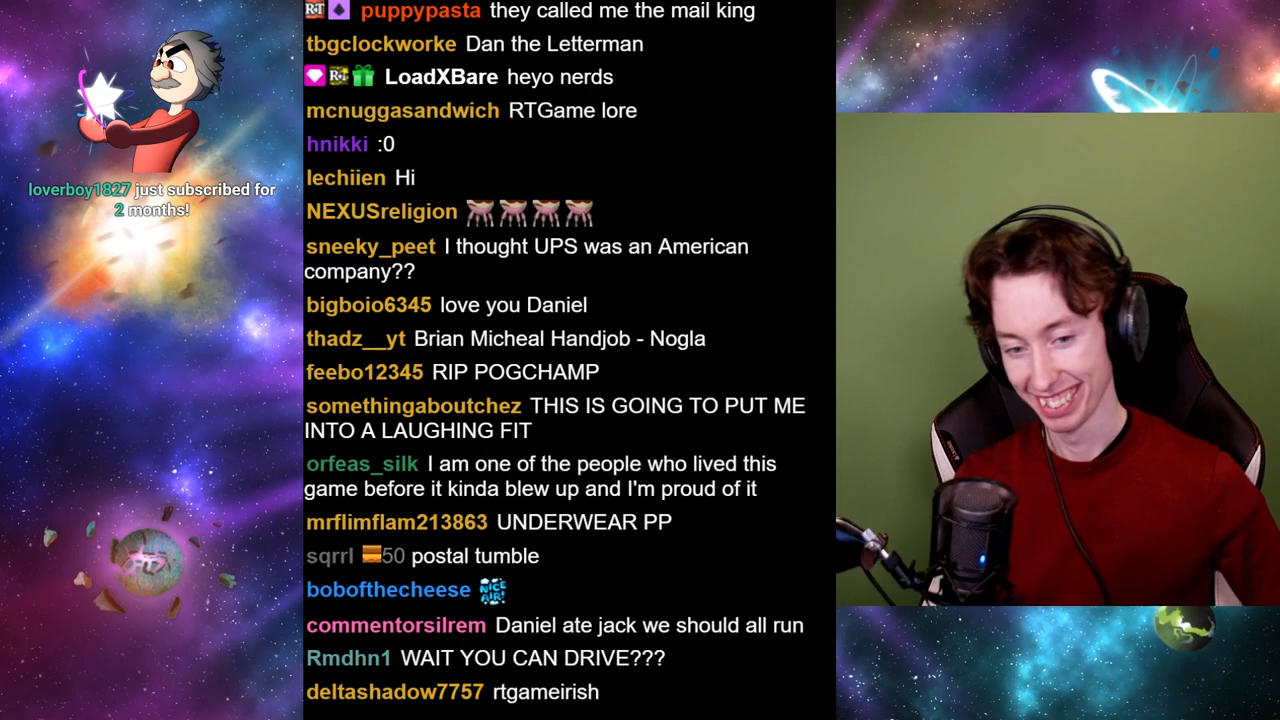 puppypasta they called me the mail king
tbgclockworke Dan the Letterman
LoadXBare heyo nerds
mcnuggasandwich RTGame lore
hnikki :0
lechiien Hi
loverboy1827 just subscribed for
2 months!
NEXUSreligion
sneeky_peet I thought UPS was an American
company??
bigboio6345 love you Daniel
thadz__yt Brian Micheal Handjob - Nogla
feebo12345 RIP POGCHAMP
somethingaboutchez THIS IS GOING TO PUT ME
INTO A LAUGHING FIT
orfeas_silk I am one of the people who lived this
game before it kinda blew up and I'm proud of it
mrflimflam213863 UNDERWEAR PP
sqrrl 50 postal tumble
bobofthecheese NICE AIR!
commentorsilrem Daniel ate jack we should all run
Rmdhn1 WAIT YOU CAN DRIVE???
deltashadow7757 rtgameirish